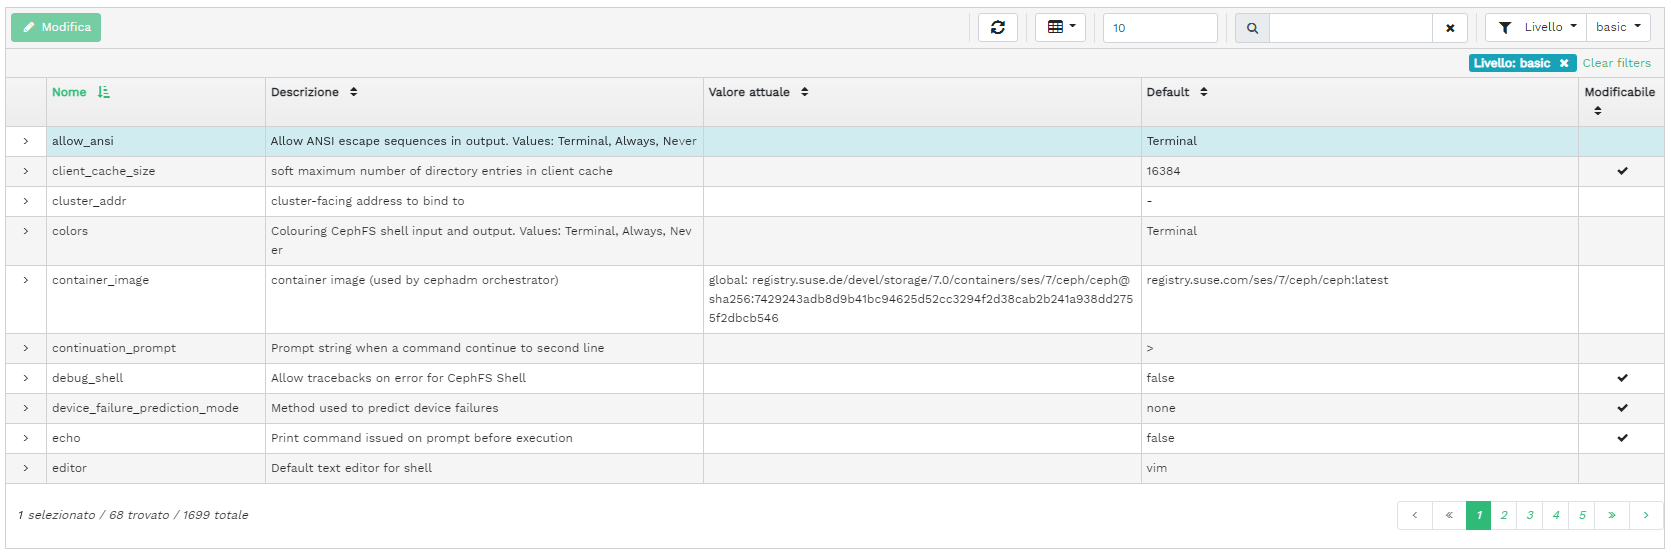 Modifica
10
Livello
basic
Livello: basic
Clear filters
Nome
Descrizione
Valore attuale
Default
Modificabile
allow_ansi
Allow ANSI escape sequences in output. Values: Terminal, Always, Never
Terminal
client_cache_size
soft maximum number of directory entries in client cache
16384
cluster_addr
cluster-facing address to bind to
-
colors
Colouring CephFS shell input and output. Values: Terminal, Always, Nev
er
Terminal
container_image
container image (used by cephadm orchestrator)
global: registry.suse.de/devel/storage/7.0/containers/ses/7/ceph/ceph@
sha256:7429243adb8d9b41bc94625d52cc3294f2d38cab2b241a938dd275
5f2dbcb546
registry.suse.com/ses/7/ceph/ceph:latest
continuation_prompt
Prompt string when a command continue to second line
>
debug_shell
Allow tracebacks on error for CephFS Shell
false
device_failure_prediction_mode
Method used to predict device failures
none
echo
Print command issued on prompt before execution
false
editor
Default text editor for shell
vim
1 selezionato / 68 trovato / 1699 totale
‹ « 1 2 3 4 5 » ›